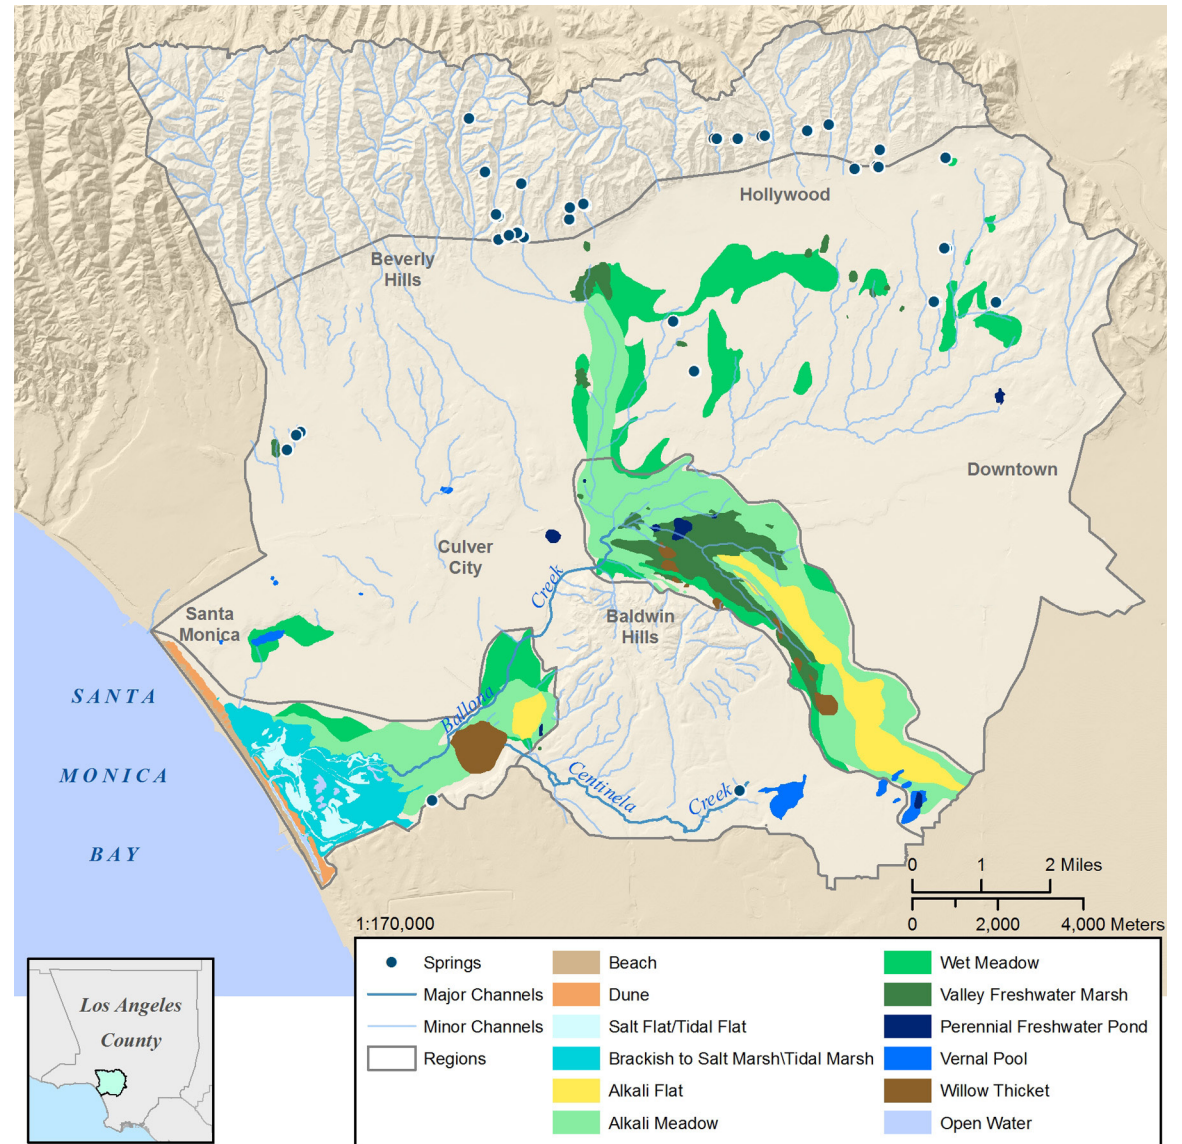 Hollywood
Beverly
Hills
Downtown
Culver
City
Creek
Santa
Monica
Baldwin
Hills
Ballona
SANTA
MONICA
BAY
Centinela
Creek
0 1 2 Miles
0 2,000 4,000 Meters
1:170,000
Springs
Major Channels
Minor Channels
Regions
Beach
Dune
Salt Flat/Tidal Flat
Brackish to Salt Marsh\Tidal Marsh
Alkali Flat
Alkali Meadow
Wet Meadow
Valley Freshwater Marsh
Perennial Freshwater Pond
Vernal Pool
Willow Thicket
Open Water
Los Angeles
County